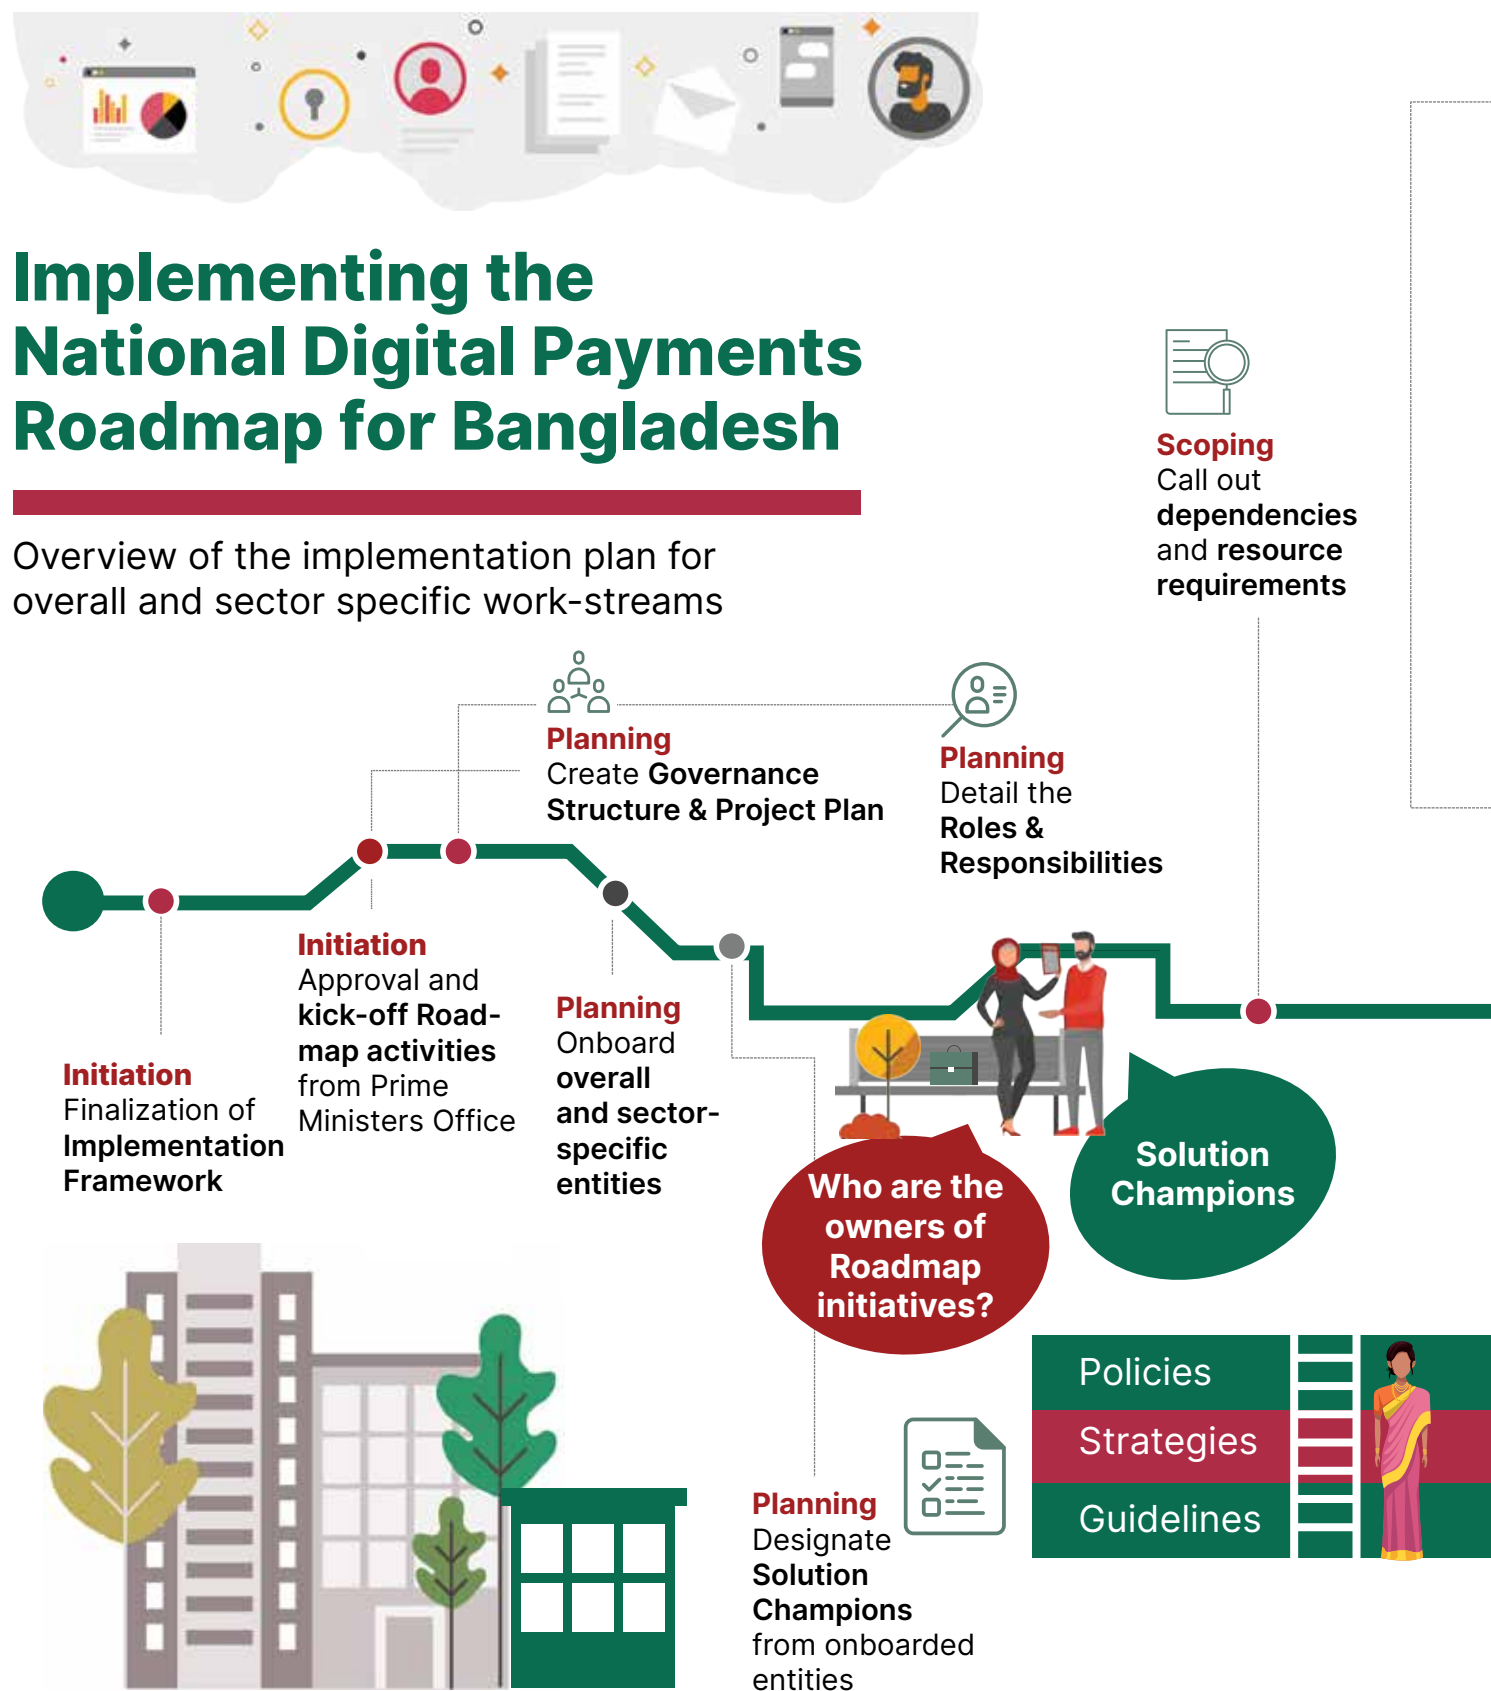 Implementing the
National Digital Payments
Roadmap for Bangladesh
Overview of the implementation plan for
overall and sector specific work-streams
Scoping
Call out
dependencies
and resource
requirements
Planning
Create Governance
Structure & Project Plan
Planning
Detail the
Roles &
Responsibilities
Initiation
Finalization of
Implementation
Framework
Initiation
Approval and
kick-off Road-
map activities
from Prime
Ministers Office
Planning
Onboard
overall
and sector-
specific
entities
Who are the
owners of
Roadmap
initiatives?
Solution
Champions
Policies
Strategies
Guidelines
Planning
Designate
Solution
Champions
from onboarded
entities